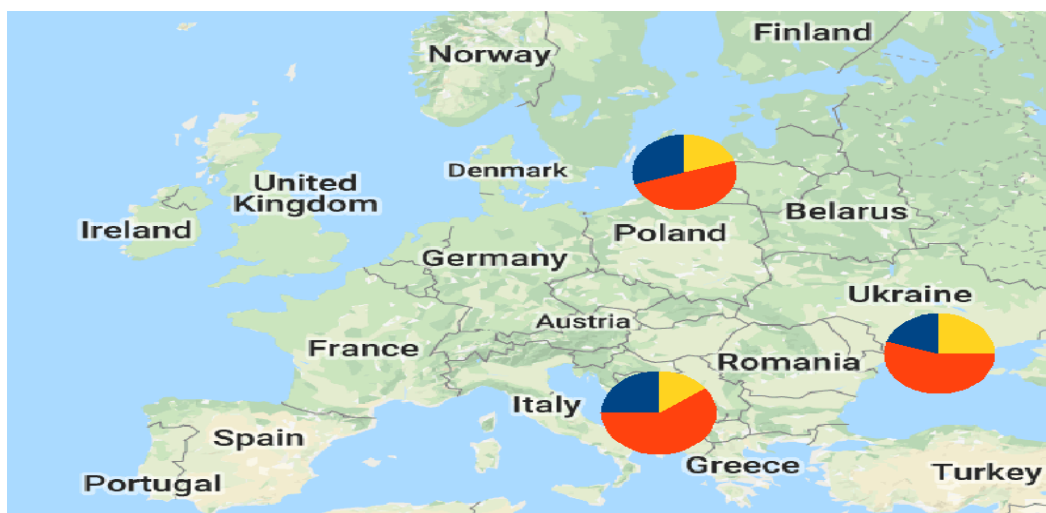 Finland
Norway
Denmark
United
Kingdom
Belarus
Ireland
Poland
Germany
Ukraine
Austria
France
Romania
Italy
Spain
Greece
Turkey
Portugal